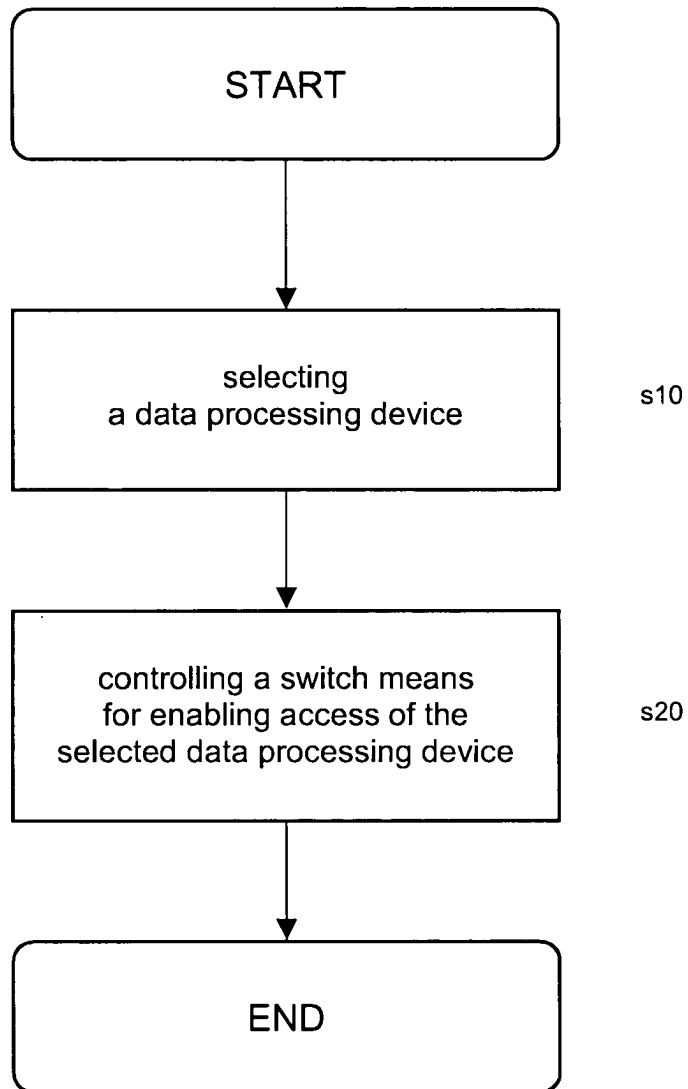 START
selecting
a data processing device
s10
controlling a switch means
for enabling access of the
selected data processing device
s20
END